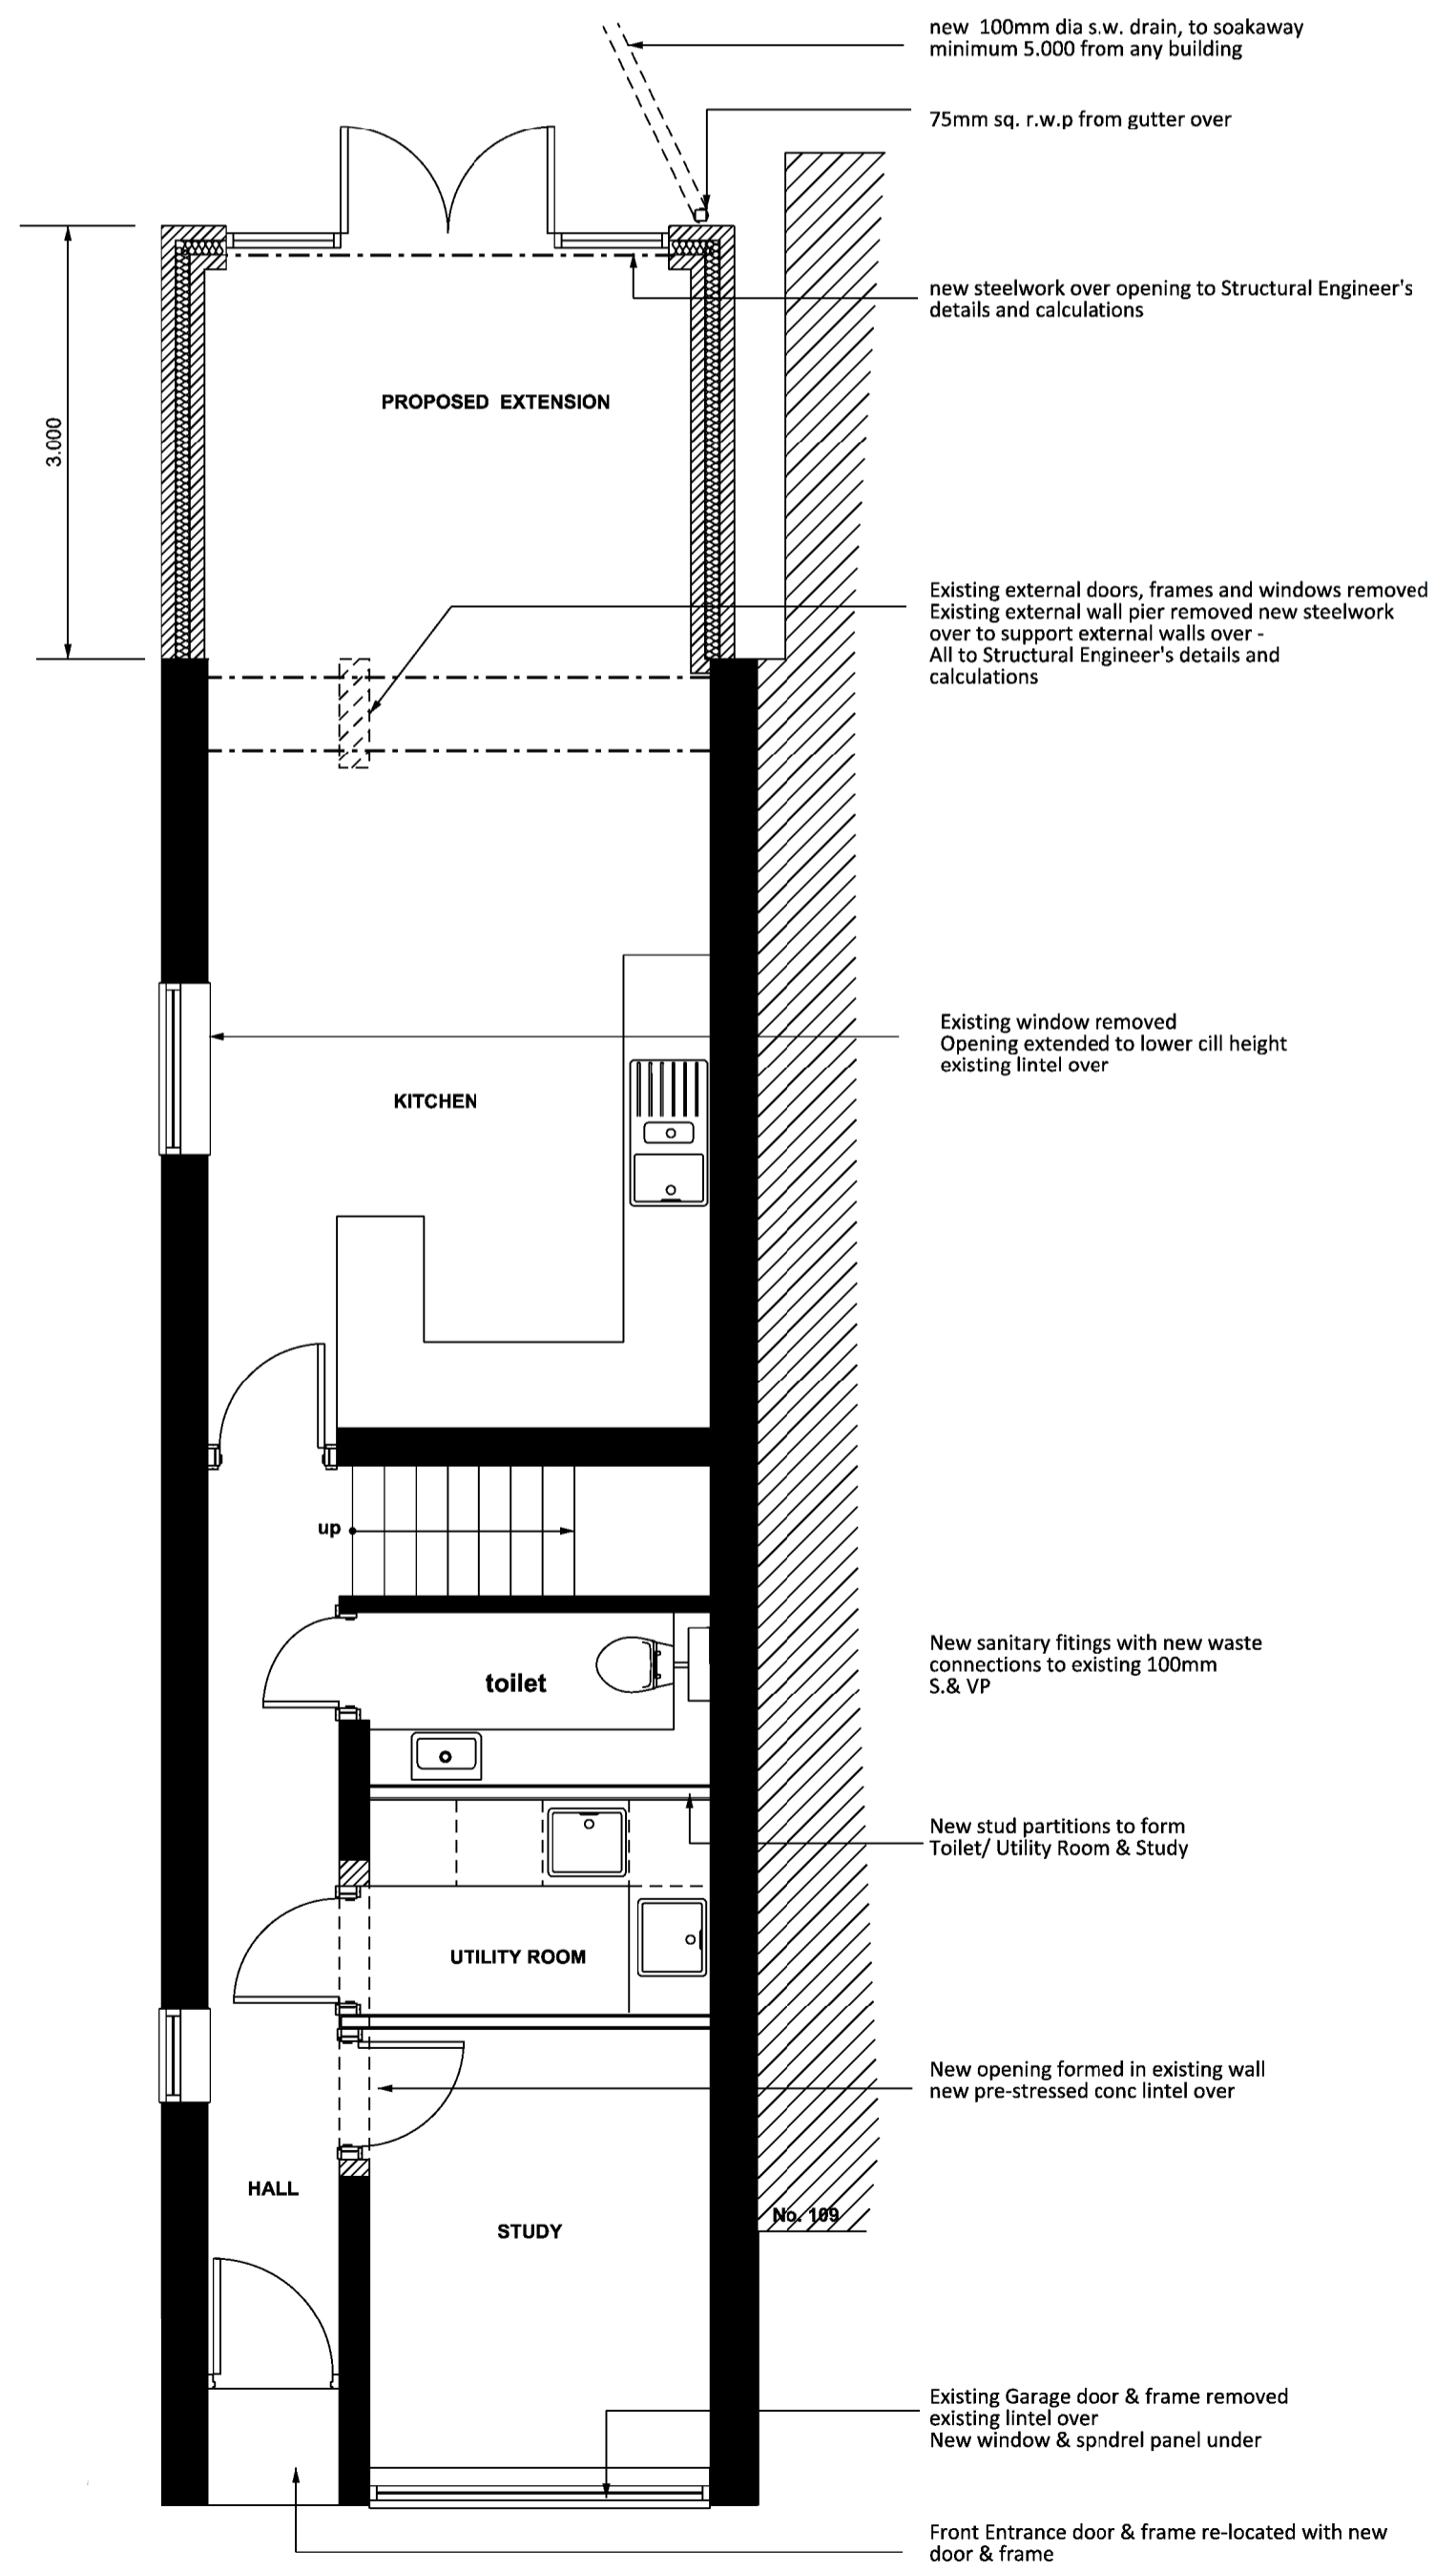 new 100mm dia s.w. drain, to soakaway
minimum 5.000 from any building
75mm sq. r.w.p from gutter over
new steelwork over opening to Structural Engineer's
details and calculations
PROPOSED EXTENSION
3.000
Existing external doors, frames and windows removed
Existing external wall pier removed new steelwork
over to support external walls over -
All to Structural Engineer's details and
calculations
Existing window removed
Opening extended to lower cill height
existing lintel over
KITCHEN
up
New sanitary fitings with new waste
connections to existing 100mm
S.& VP
toilet
New stud partitions to form
Toilet/ Utility Room & Study
UTILITY ROOM
New opening formed in existing wall
new pre-stressed conc lintel over
HALL
No. 109
STUDY
Existing Garage door & frame removed
existing lintel over
New window & spndrel panel under
Front Entrance door & frame re-located with new
door & frame